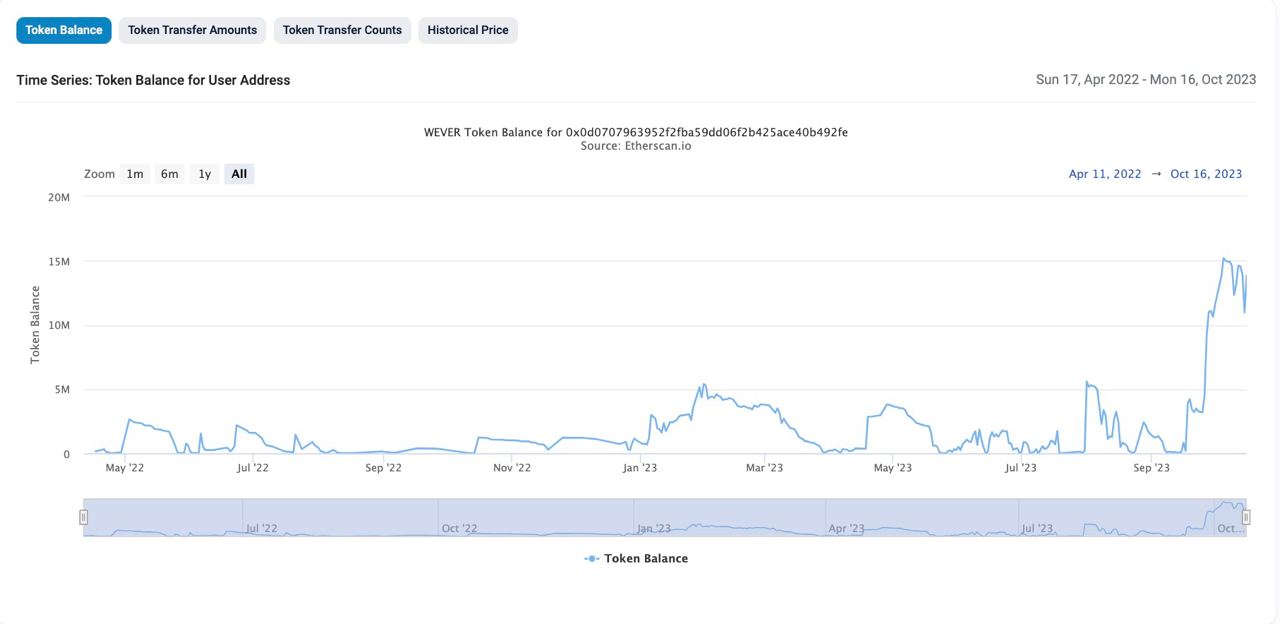 Token Balance Token Transfer Amounts Token Transfer Counts Historical Price
Time Series: Token Balance for User Address Sun 17, Apr 2022 - Mon 16, Oct 2023
WEVER Token Balance for 0x0d0707963952f2fba59dd06f2b425ace40b492fe
Source: Etherscan.io
Zoom 1m 6m 1y All Apr 11, 2022 → Oct 16, 2023
20M
15M
10M
5M
0
Token Balance
May '22 Jul '22 Sep '22 Nov '22 Jan '23 Mar '23 May '23 Jul '23 Sep '23
Jul '22 Oct '22 Jan '23 Apr '23 Jul '23 Oct...
Token Balance